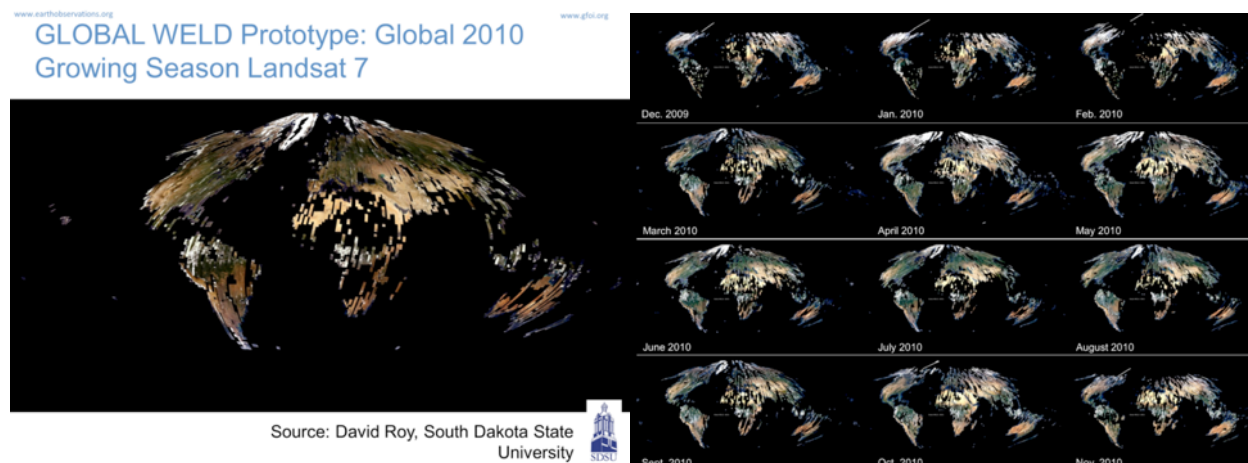 www.earthobservations.org
www.gfoi.org
GLOBAL WELD Prototype: Global 2010
Growing Season Landsat 7
Source: David Roy, South Dakota State
University
SDSU
Dec. 2009
Jan. 2010
Feb. 2010
March 2010
April 2010
May 2010
June 2010
July 2010
August 2010
Sept. 2010
Oct. 2010
Nov. 2010